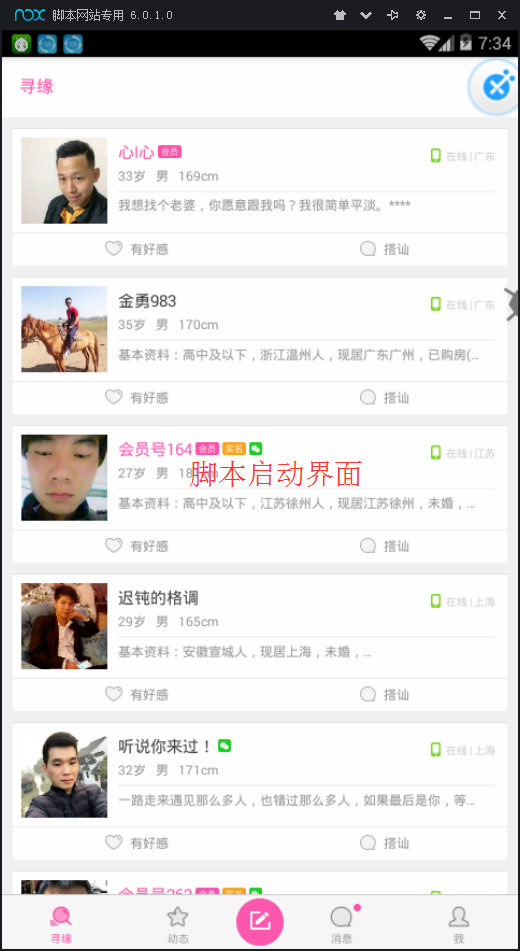 nox 脚本网站专用 6.0.1.0
7:34
寻缘
心心 会员
在线 | 广东
33岁 男 169cm
我想找个老婆，你愿意跟我吗？我很简单平淡。****
有好感 搭讪
金勇983
在线 | 广东
35岁 男 170cm
基本资料：高中及以下，浙江温州人，现居广东广州，已购房(...
有好感 搭讪
会员号164 会员 实名
在线 | 江苏
27岁 男
脚本启动界面
基本资料：高中及以下，江苏徐州人，现居江苏徐州，未婚，...
有好感 搭讪
迟钝的格调
在线 | 上海
29岁 男 165cm
基本资料：安徽宣城人，现居上海，未婚，...
有好感 搭讪
听说你来过！
在线 | 上海
32岁 男 171cm
一路走来遇见那么多人，也错过那么多人，如果最后是你，等...
有好感 搭讪
会员号262 会员 实名
寻缘 动态 消息 我